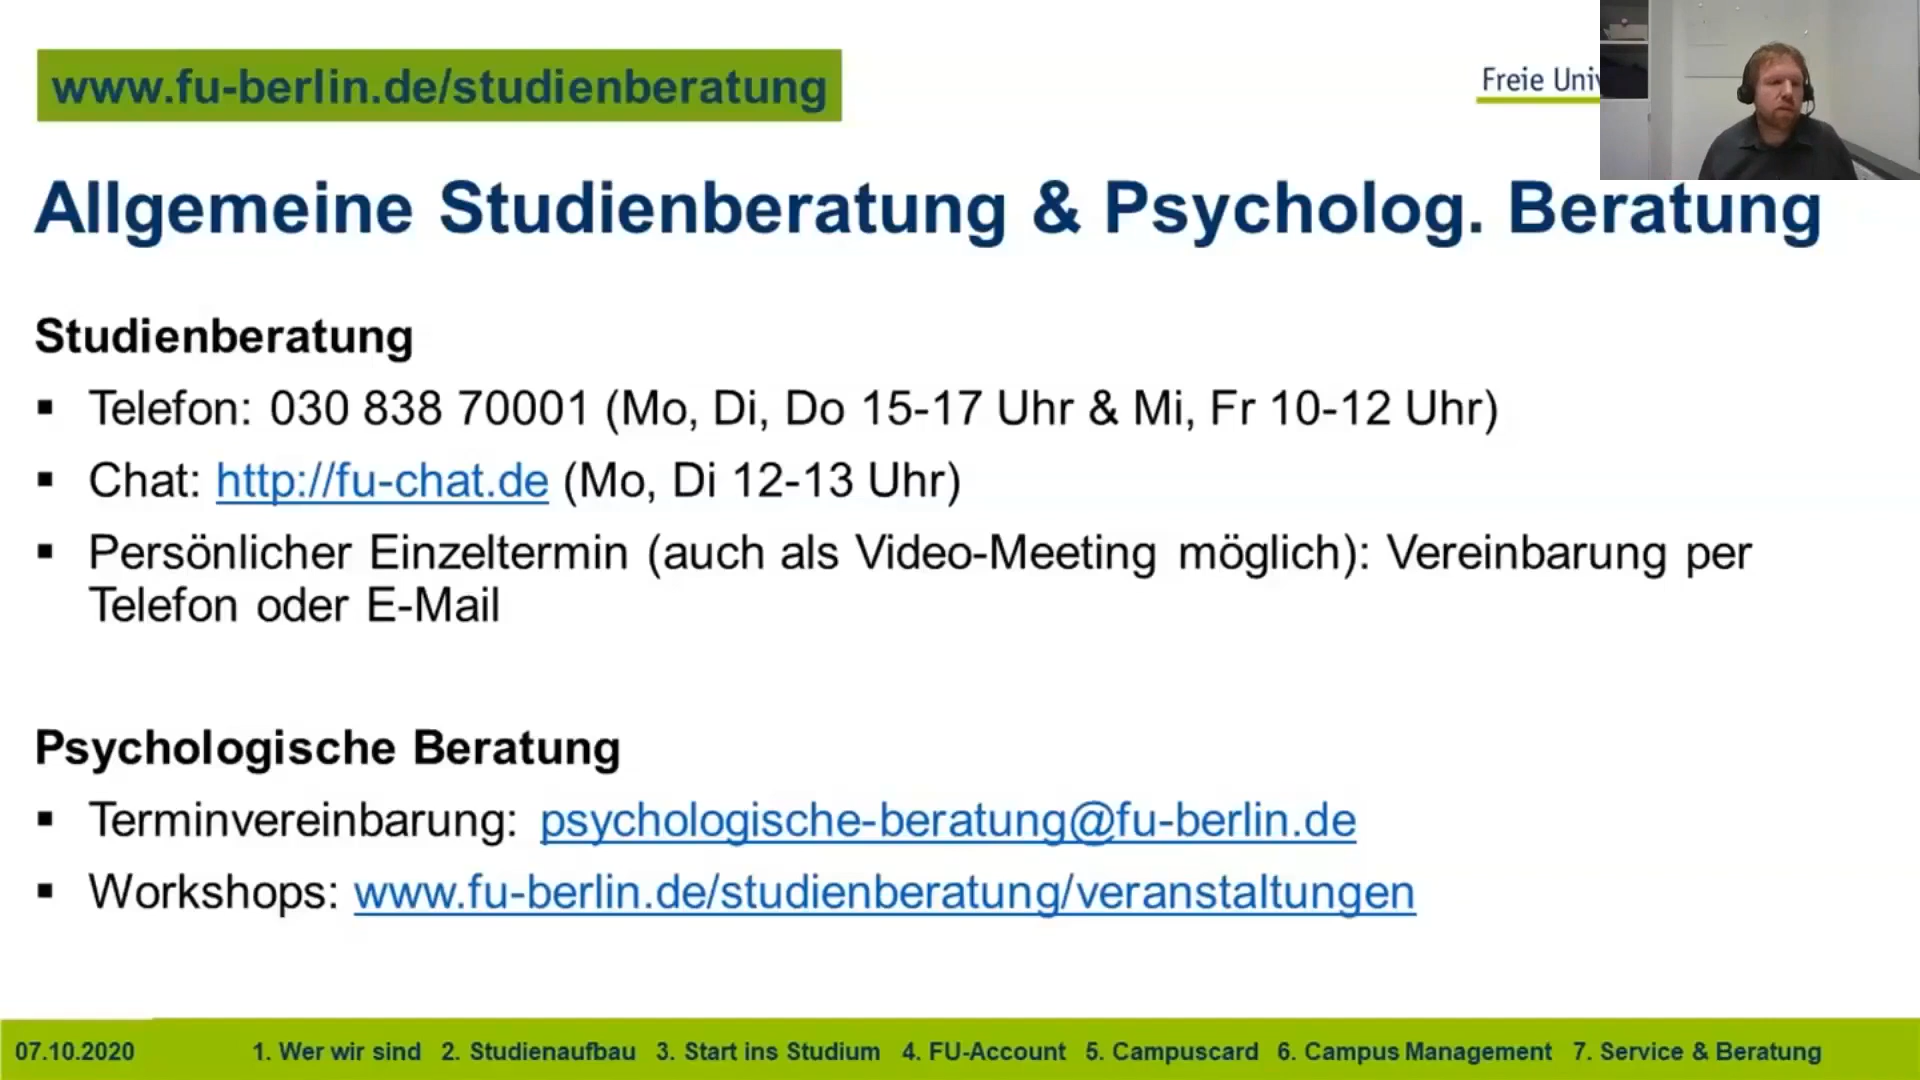 www.fu-berlin.de/studienberatung
Freie
Allgemeine Studienberatung & Psycholog. Beratung
Studienberatung
▪ Telefon: 030 838 70001 (Mo, Di, Do 15-17 Uhr & Mi, Fr 10-12 Uhr)
▪ Chat: http://fu-chat.de (Mo, Di 12-13 Uhr)
▪ Persönlicher Einzeltermin (auch als Video-Meeting möglich): Vereinbarung per
Telefon oder E-Mail
Psychologische Beratung
▪ Terminvereinbarung: psychologische-beratung@fu-berlin.de
▪ Workshops: www.fu-berlin.de/studienberatung/veranstaltungen
07.10.2020 1. Wer wir sind 2. Studienaufbau 3. Start ins Studium 4. FU-Account 5. Campuscard 6. Campus Management 7. Service & Beratung